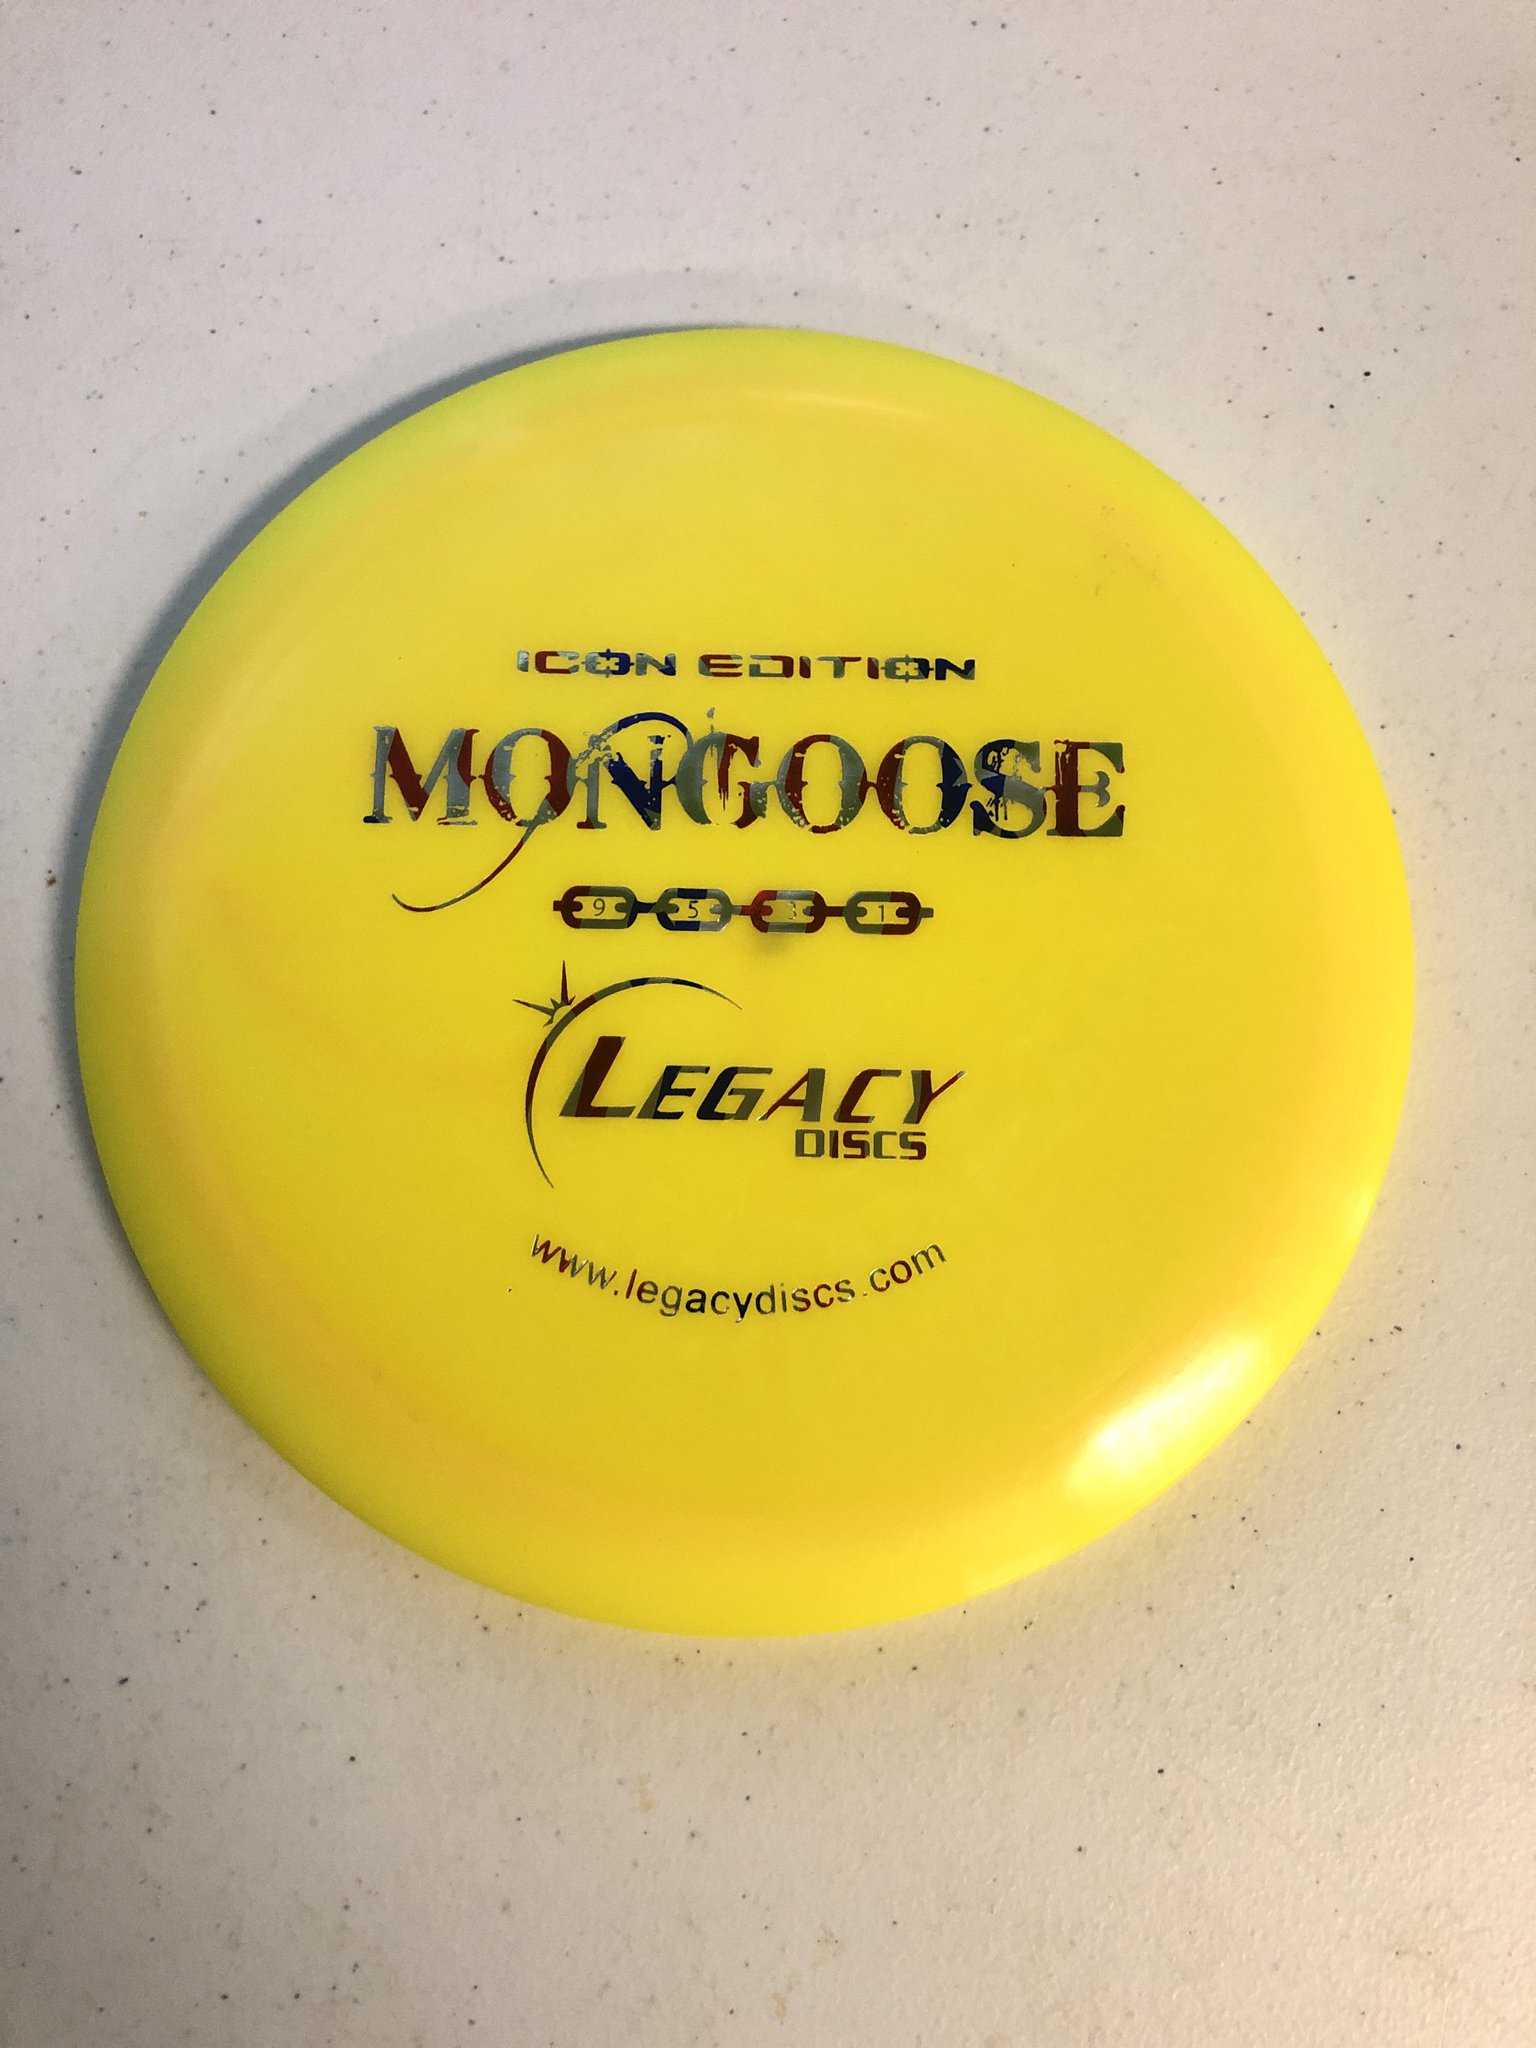 ICON EDITION
MONGOOSE
9 5 3 1
LEGACY
DISCS
www.legacydiscs.com